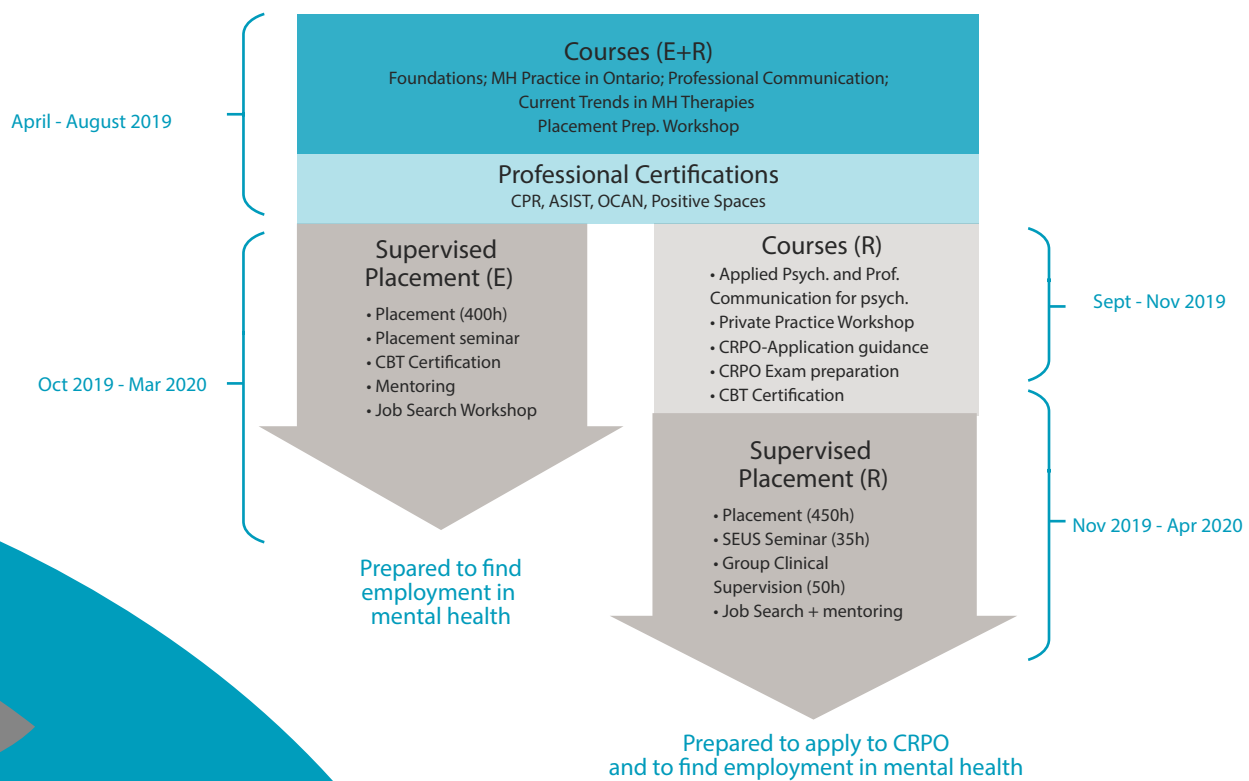 April - August 2019
Courses (E+R)
Foundations; MH Practice in Ontario; Professional Communication;
Current Trends in MH Therapies
Placement Prep. Workshop
Professional Certifications
CPR, ASIST, OCAN, Positive Spaces
Oct 2019 - Mar 2020
Supervised
Placement (E)
• Placement (400h)
• Placement seminar
• CBT Certification
• Mentoring
• Job Search Workshop
Prepared to find
employment in
mental health
Courses (R)
• Applied Psych. and Prof.
Communication for psych.
• Private Practice Workshop
• CRPO-Application guidance
• CRPO Exam preparation
• CBT Certification
Sept - Nov 2019
Supervised
Placement (R)
• Placement (450h)
• SEUS Seminar (35h)
• Group Clinical
Supervision (50h)
• Job Search + mentoring
Nov 2019 - Apr 2020
Prepared to apply to CRPO
and to find employment in mental health